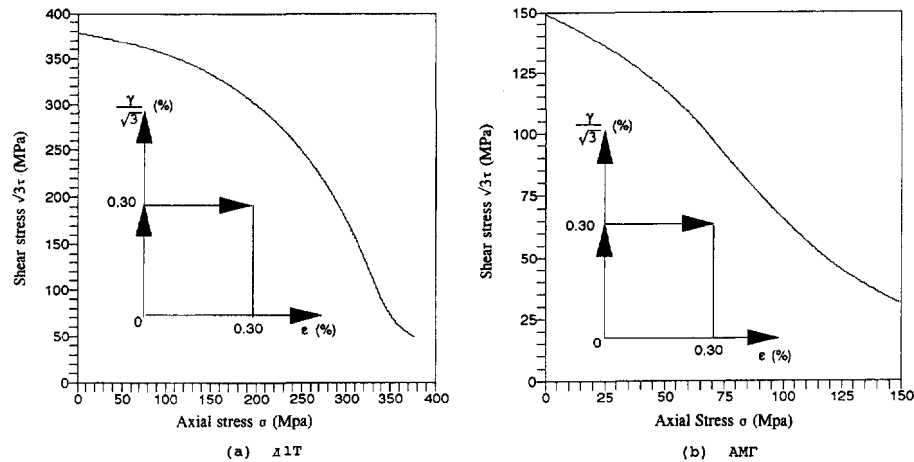 400
350
300
250
200
150
100
50
0
Shear stress √3τ (MPa)
γ/√3 (%)
0.30
0
0.30
ε (%)
0 50 100 150 200 250 300 350 400
Axial stress σ (Mpa)
(a) Д1Т
150
125
100
75
50
25
0
Shear stress √3τ (MPa)
γ/√3 (%)
0.30
0
0.30
ε (%)
0 25 50 75 100 125 150
Axial Stress σ (Mpa)
(b) АМГ